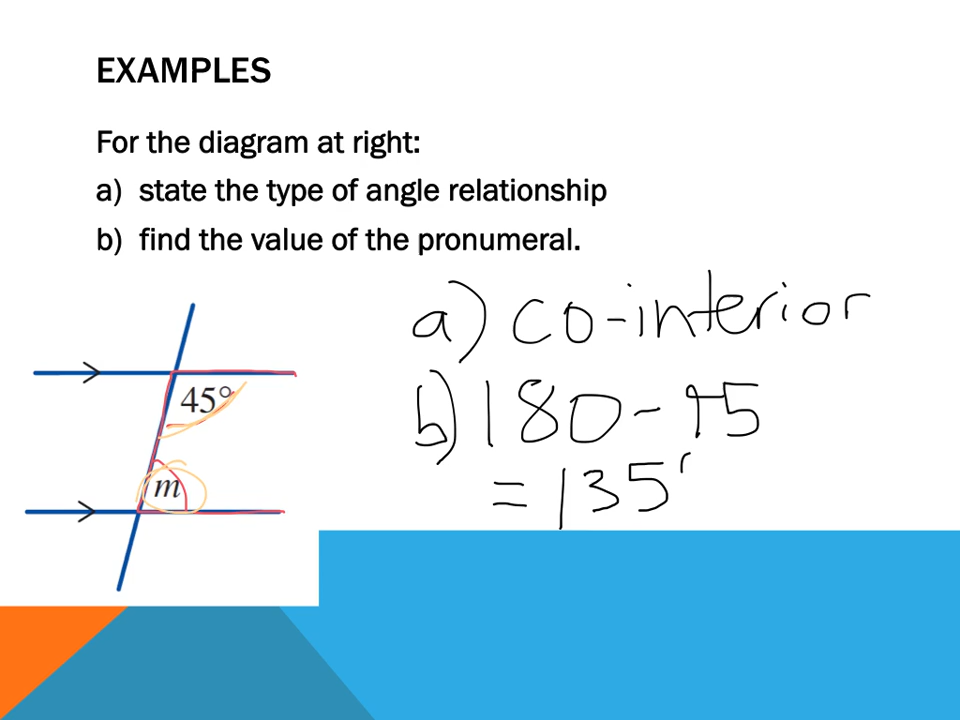 EXAMPLES
For the diagram at right:
a) state the type of angle relationship
b) find the value of the pronumeral.
a) co-interior
45°
b) 180 - 45
m
= 135°